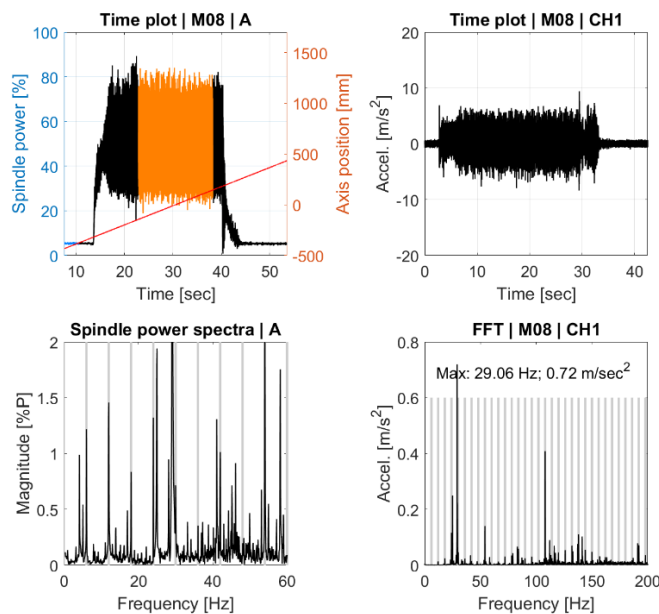 Time plot | M08 | A
Spindle power [%]
100
80
60
40
20
0
1500
1000
500
0
-500
Axis position [mm]
10 20 30 40 50
Time [sec]
Time plot | M08 | CH1
Accel. [m/s²]
20
10
0
-10
-20
0 10 20 30 40
Time [sec]
Spindle power spectra | A
Magnitude [%P]
2
1.5
1
0.5
0
0 20 40 60
Frequency [Hz]
FFT | M08 | CH1
Max: 29.06 Hz; 0.72 m/sec²
Accel. [m/s²]
0.8
0.6
0.4
0.2
0
0 50 100 150 200
Frequency [Hz]